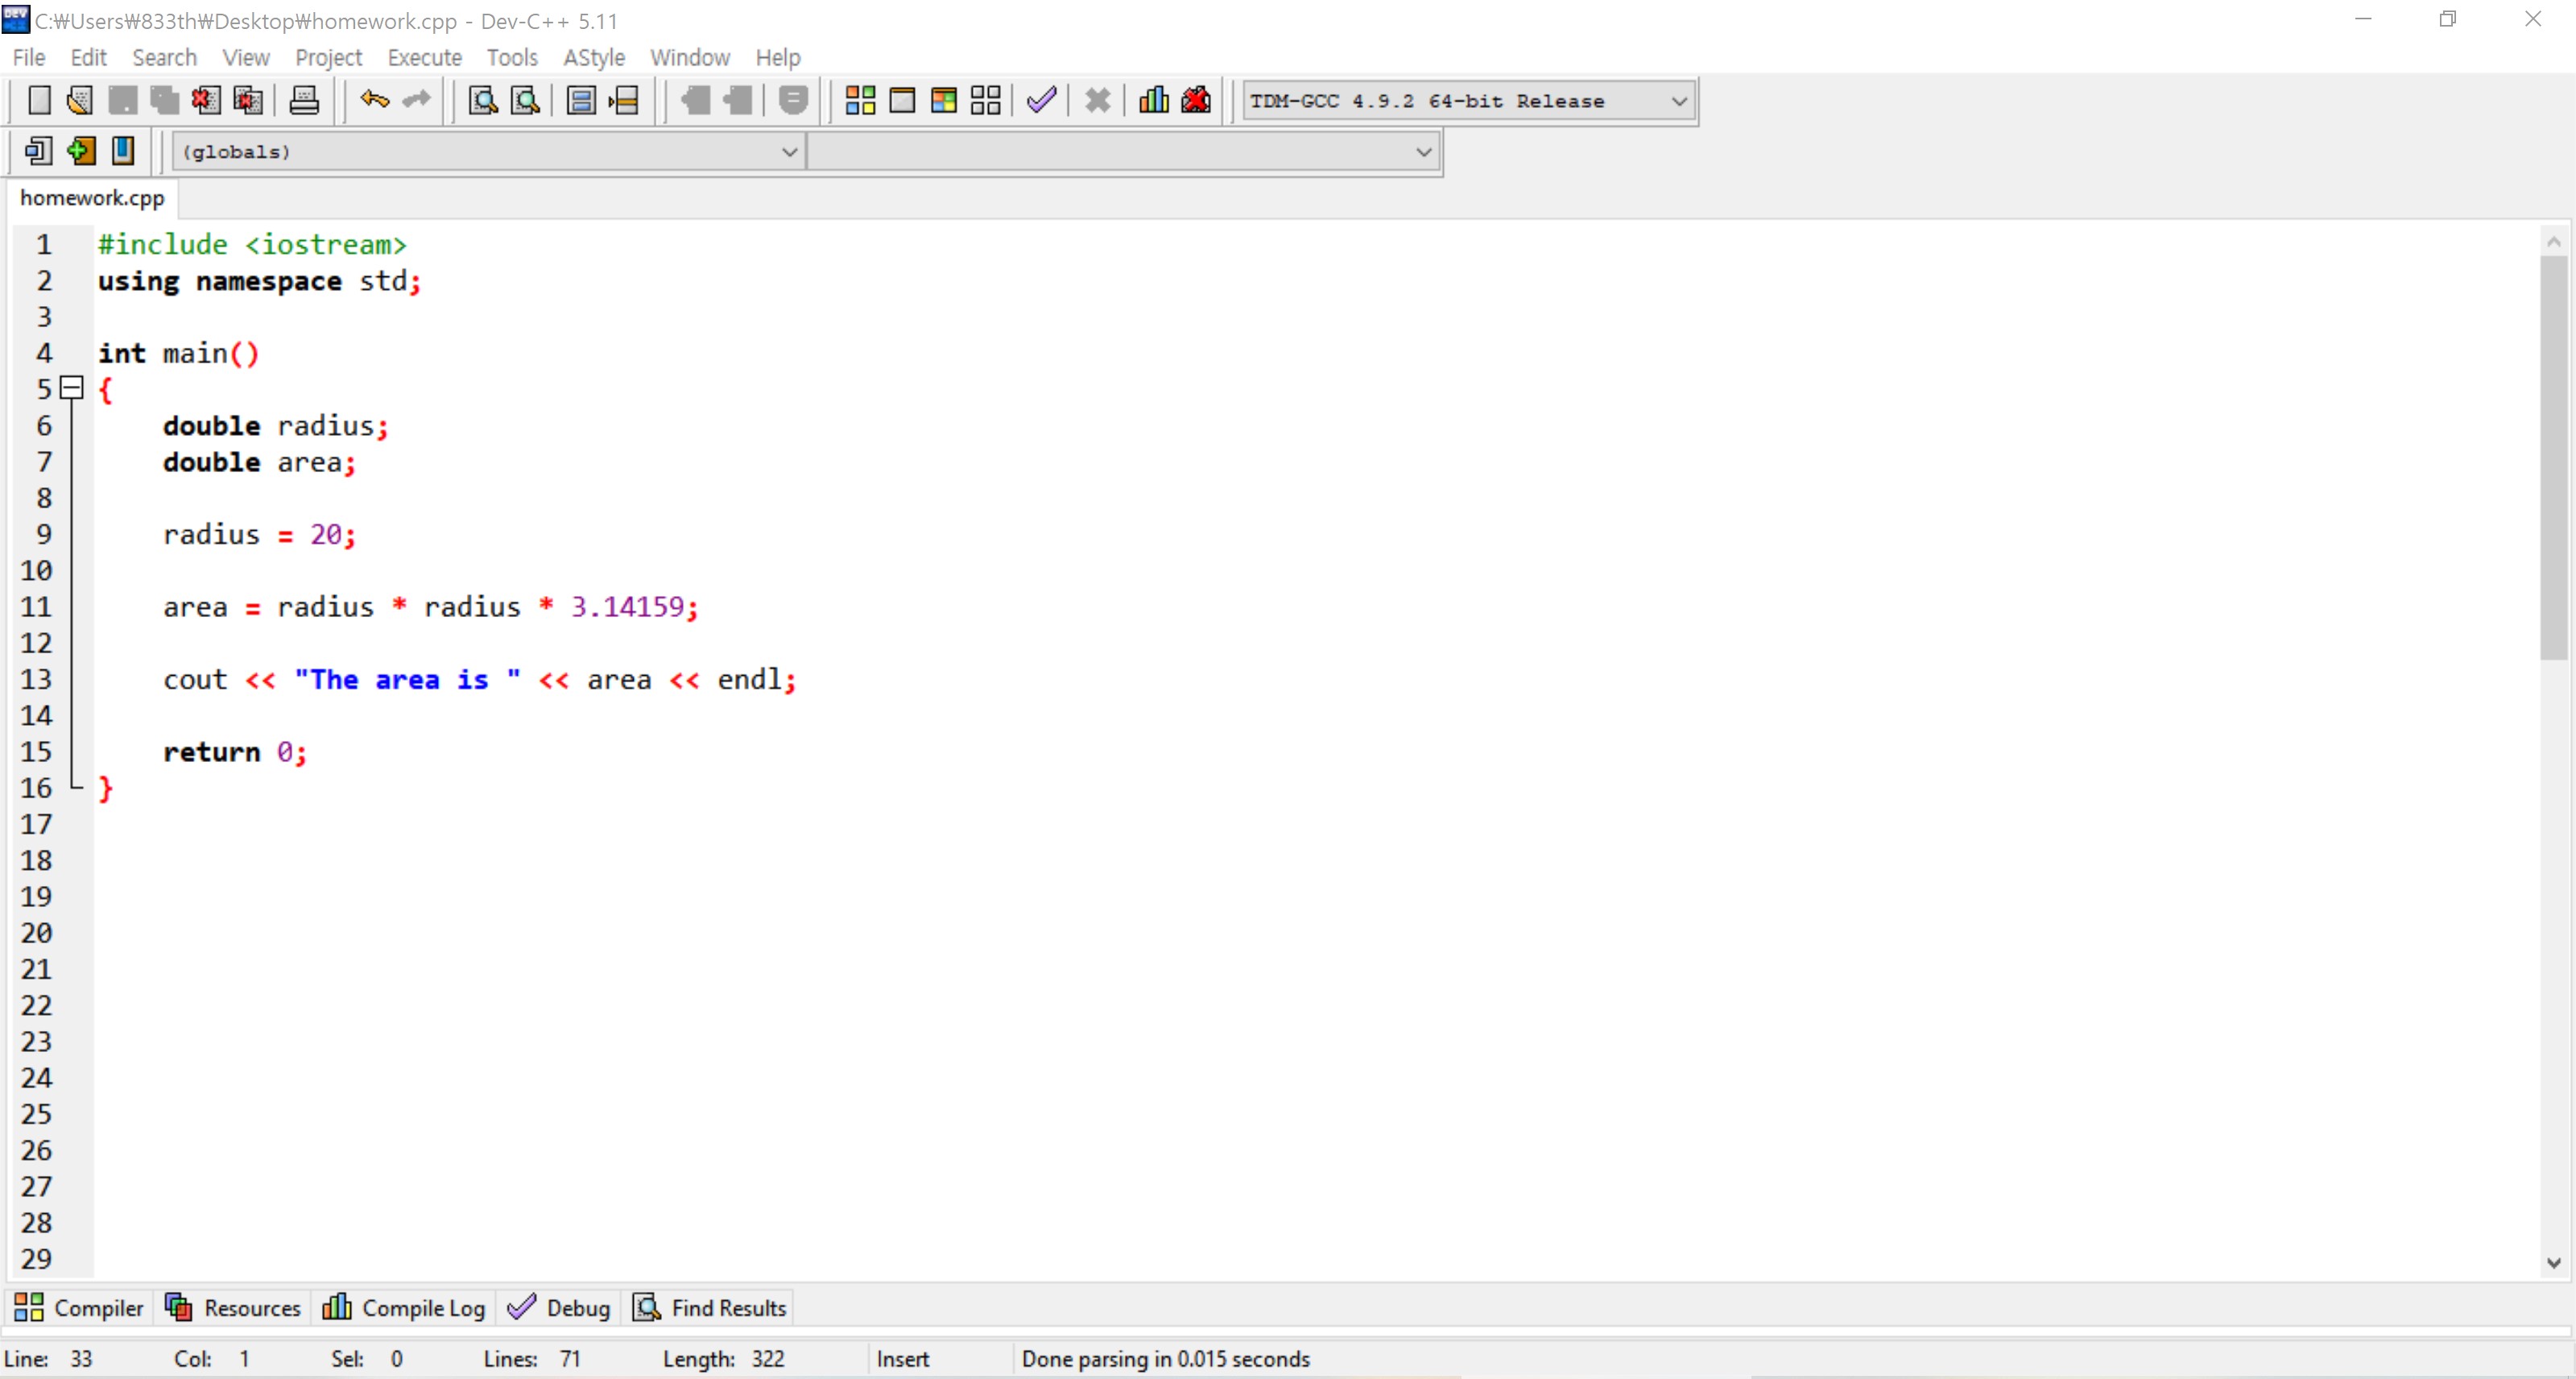 C:₩Users₩833th₩Desktop₩homework.cpp - Dev-C++ 5.11
File Edit Search View Project Execute Tools AStyle Window Help
TDM-GCC 4.9.2 64-bit Release
(globals)
homework.cpp
1 #include <iostream>
2 using namespace std;
3
4 int main()
5 {
6     double radius;
7     double area;
8
9     radius = 20;
10
11     area = radius * radius * 3.14159;
12
13     cout << "The area is " << area << endl;
14
15     return 0;
16 }
17
18
19
20
21
22
23
24
25
26
27
28
29
Compiler Resources Compile Log Debug Find Results
Line: 33 Col: 1 Sel: 0 Lines: 71 Length: 322 Insert Done parsing in 0.015 seconds